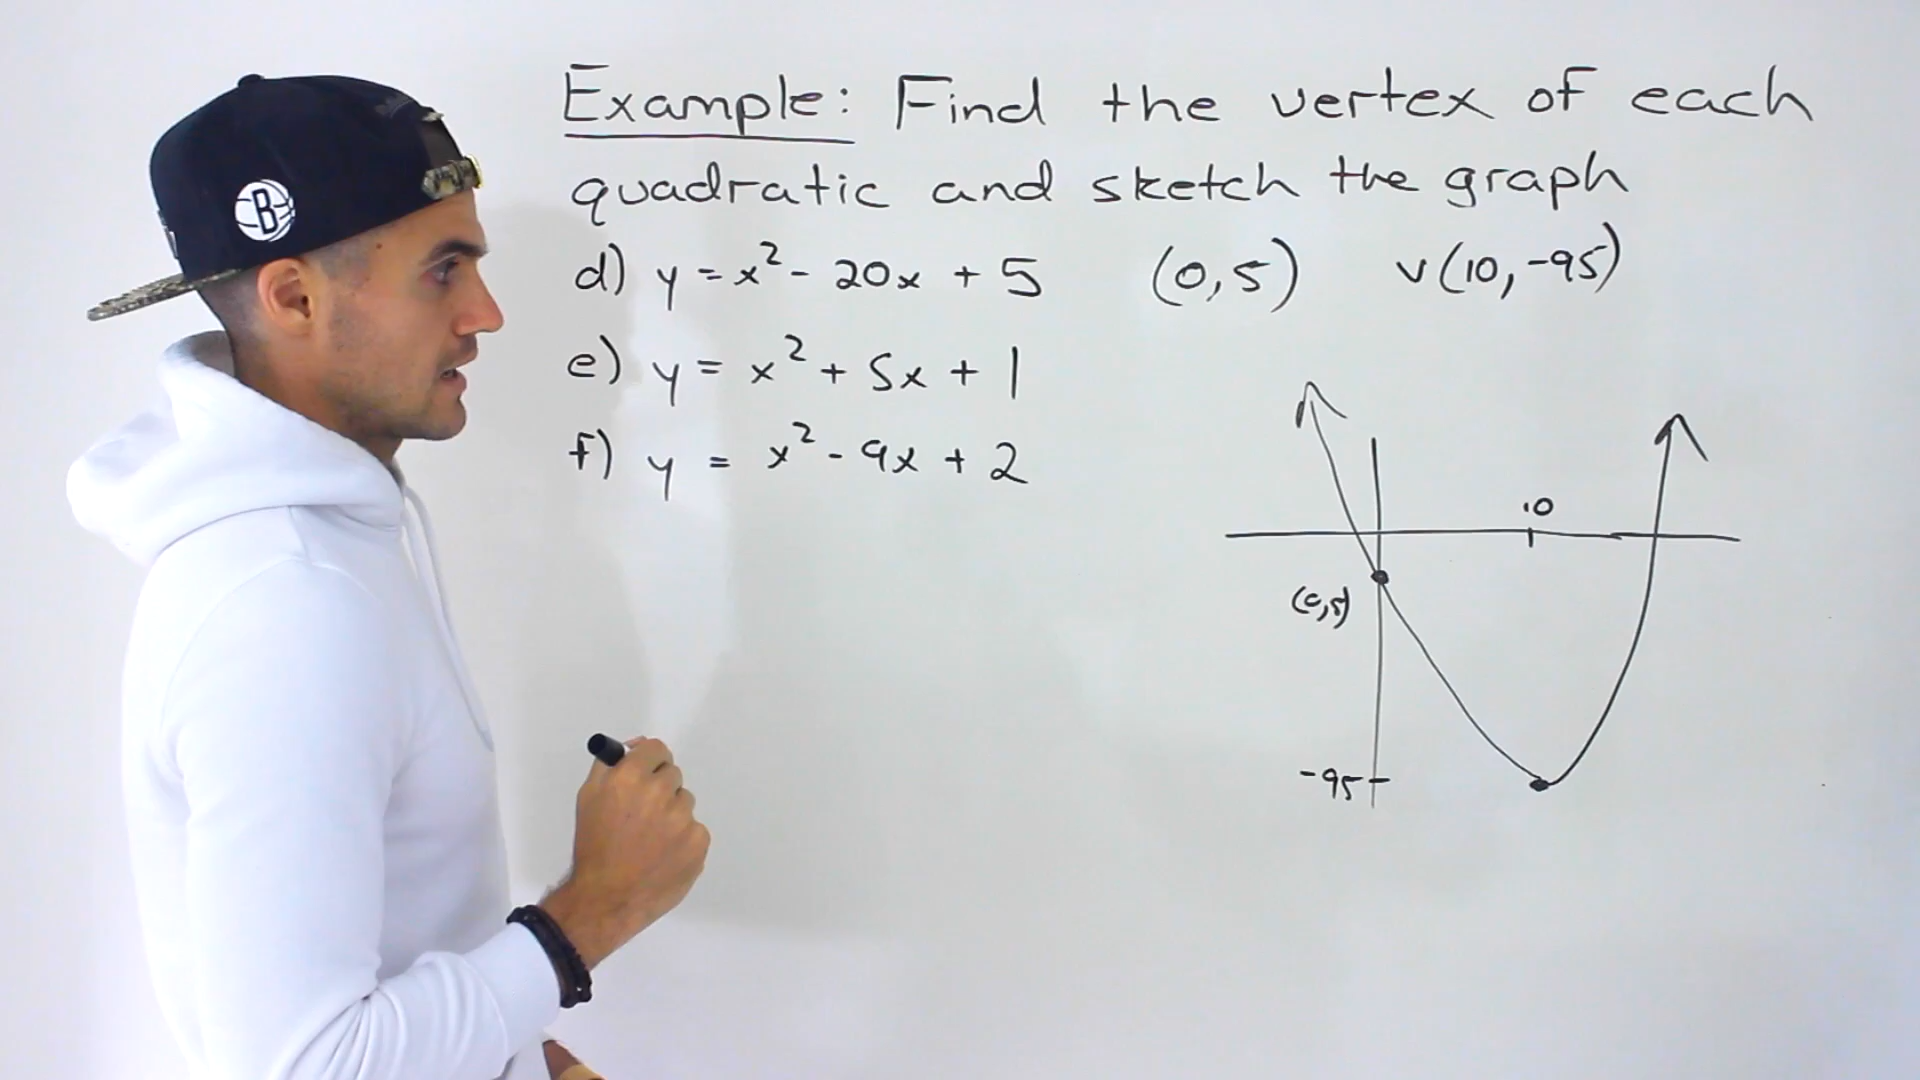 Example: Find the vertex of each
quadratic and sketch the graph
d) y = x² - 20x + 5 (0,5) v(10,-95)
e) y = x² + 5x + 1
f) y = x² - 9x + 2
10
(0,5)
-95
B